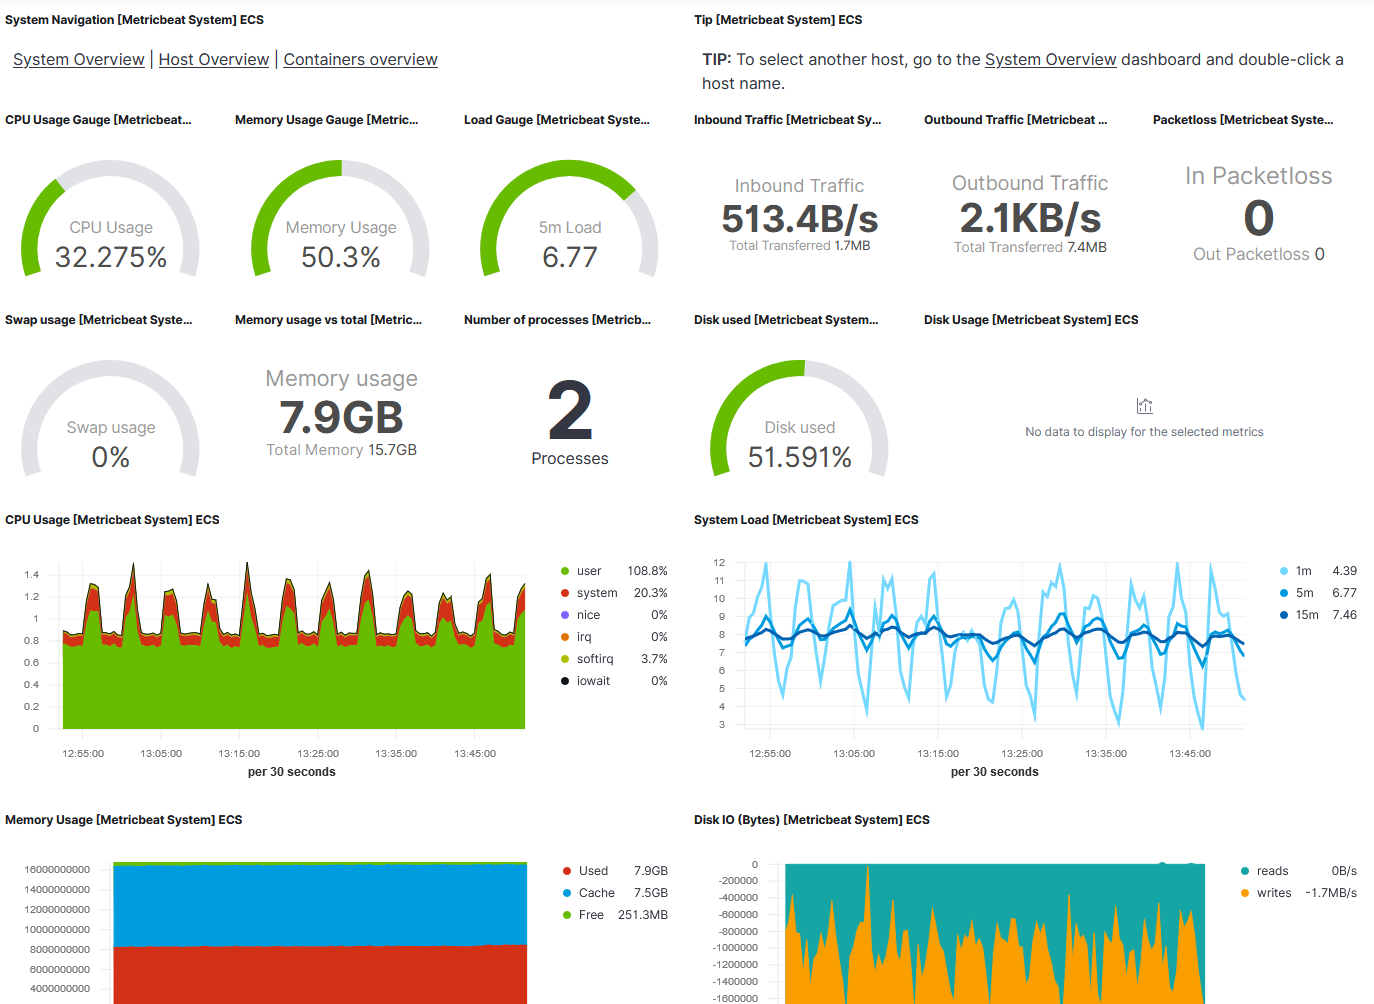 System Navigation [Metricbeat System] ECS
Tip [Metricbeat System] ECS
System Overview | Host Overview | Containers overview
TIP: To select another host, go to the System Overview dashboard and double-click a
host name.
CPU Usage Gauge [Metricbeat...
Memory Usage Gauge [Metric...
Load Gauge [Metricbeat Syste...
Inbound Traffic [Metricbeat Sy...
Outbound Traffic [Metricbeat ...
Packetloss [Metricbeat Syste...
CPU Usage
32.275%
Memory Usage
50.3%
5m Load
6.77
Inbound Traffic
513.4B/s
Total Transferred 1.7MB
Outbound Traffic
2.1KB/s
Total Transferred 7.4MB
In Packetloss
0
Out Packetloss 0
Swap usage [Metricbeat Syste...
Memory usage vs total [Metric...
Number of processes [Metricb...
Disk used [Metricbeat System...
Disk Usage [Metricbeat System] ECS
Swap usage
0%
Memory usage
7.9GB
Total Memory 15.7GB
2
Processes
Disk used
51.591%
No data to display for the selected metrics
CPU Usage [Metricbeat System] ECS
1.4
1.2
1
0.8
0.6
0.4
0.2
0
12:55:00
13:05:00
13:15:00
13:25:00
13:35:00
13:45:00
per 30 seconds
user 108.8%
system 20.3%
nice 0%
irq 0%
softirq 3.7%
iowait 0%
System Load [Metricbeat System] ECS
12
11
10
9
8
7
6
5
4
3
12:55:00
13:05:00
13:15:00
13:25:00
13:35:00
13:45:00
per 30 seconds
1m 4.39
5m 6.77
15m 7.46
Memory Usage [Metricbeat System] ECS
16000000000
14000000000
12000000000
10000000000
8000000000
6000000000
4000000000
Used 7.9GB
Cache 7.5GB
Free 251.3MB
Disk IO (Bytes) [Metricbeat System] ECS
0
-200000
-400000
-600000
-800000
-1000000
-1200000
-1400000
-1600000
reads 0B/s
writes -1.7MB/s